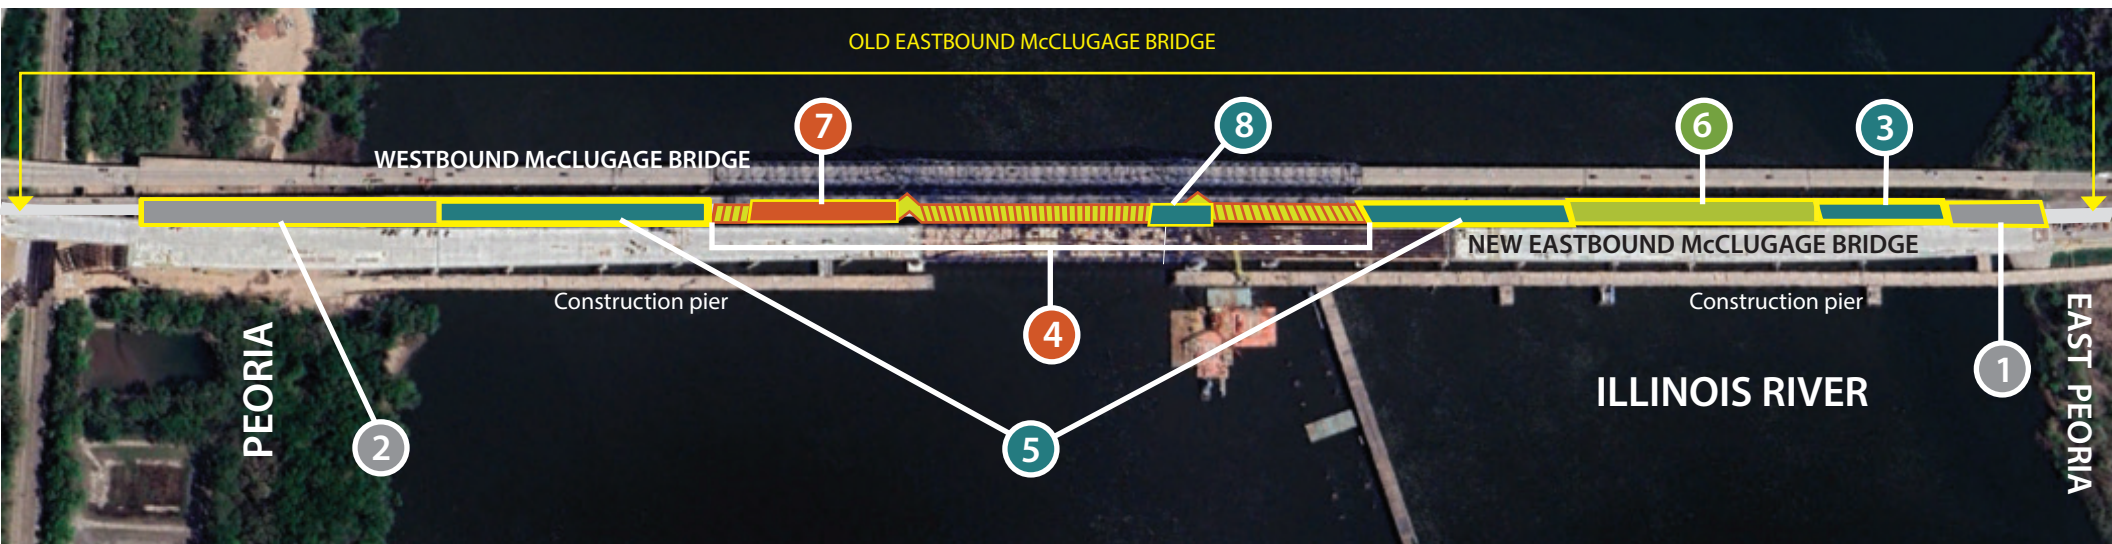 OLD EASTBOUND McCLUGAGE BRIDGE
7
8
6
3
WESTBOUND McCLUGAGE BRIDGE
NEW EASTBOUND McCLUGAGE BRIDGE
Construction pier
Construction pier
4
1
PEORIA
EAST PEORIA
ILLINOIS RIVER
2
5